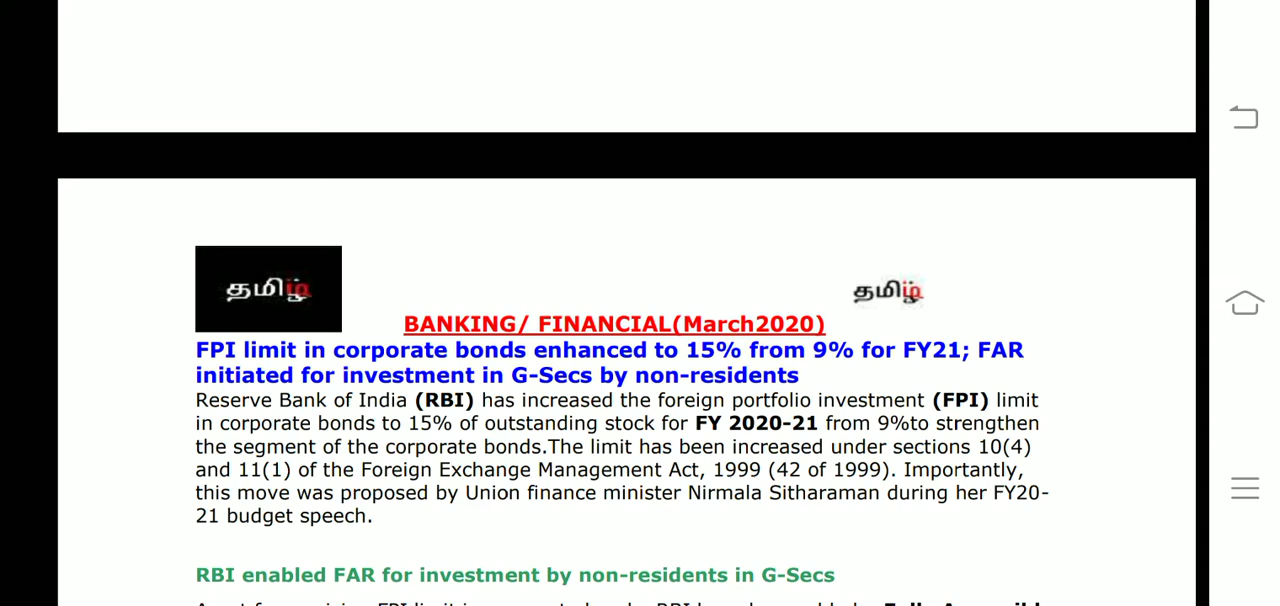 தமிழ்
தமிழ்
BANKING/ FINANCIAL(March2020)
FPI limit in corporate bonds enhanced to 15% from 9% for FY21; FAR
initiated for investment in G-Secs by non-residents
Reserve Bank of India (RBI) has increased the foreign portfolio investment (FPI) limit
in corporate bonds to 15% of outstanding stock for FY 2020-21 from 9%to strengthen
the segment of the corporate bonds.The limit has been increased under sections 10(4)
and 11(1) of the Foreign Exchange Management Act, 1999 (42 of 1999). Importantly,
this move was proposed by Union finance minister Nirmala Sitharaman during her FY20-
21 budget speech.
RBI enabled FAR for investment by non-residents in G-Secs